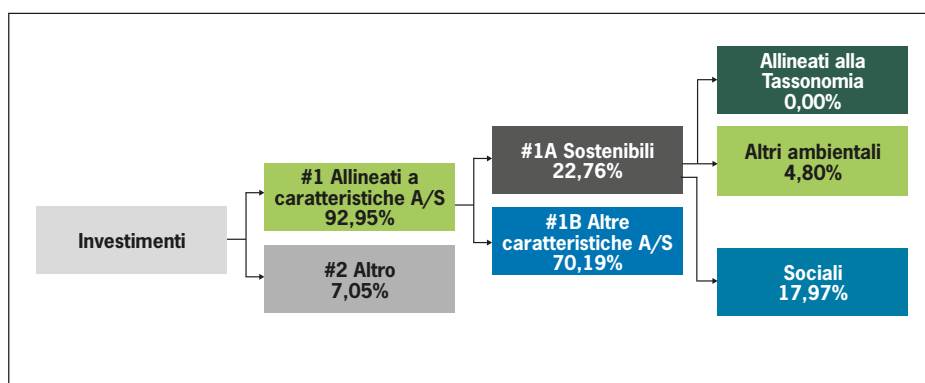 Investimenti
#1 Allineati a
caratteristiche A/S
92,95%
#2 Altro
7,05%
#1A Sostenibili
22,76%
#1B Altre
caratteristiche A/S
70,19%
Allineati alla
Tassonomia
0,00%
Altri ambientali
4,80%
Sociali
17,97%